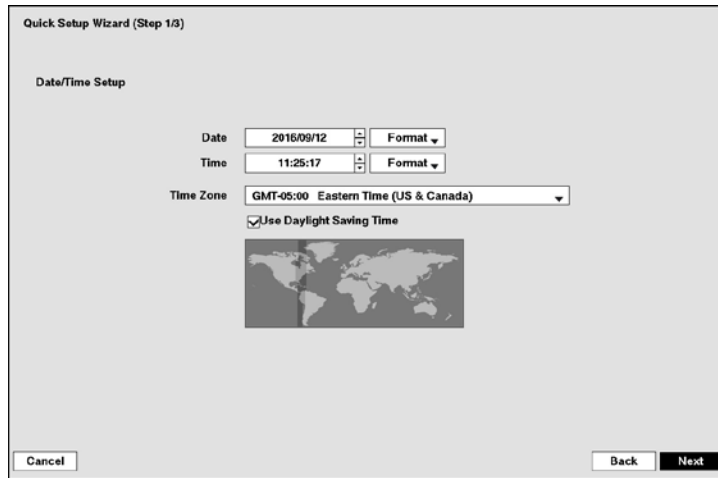 Quick Setup Wizard (Step 1/3)
Date/Time Setup
Date 2016/09/12 Format
Time 11:25:17 Format
Time Zone GMT-05:00 Eastern Time (US & Canada)
Use Daylight Saving Time
Cancel Back Next